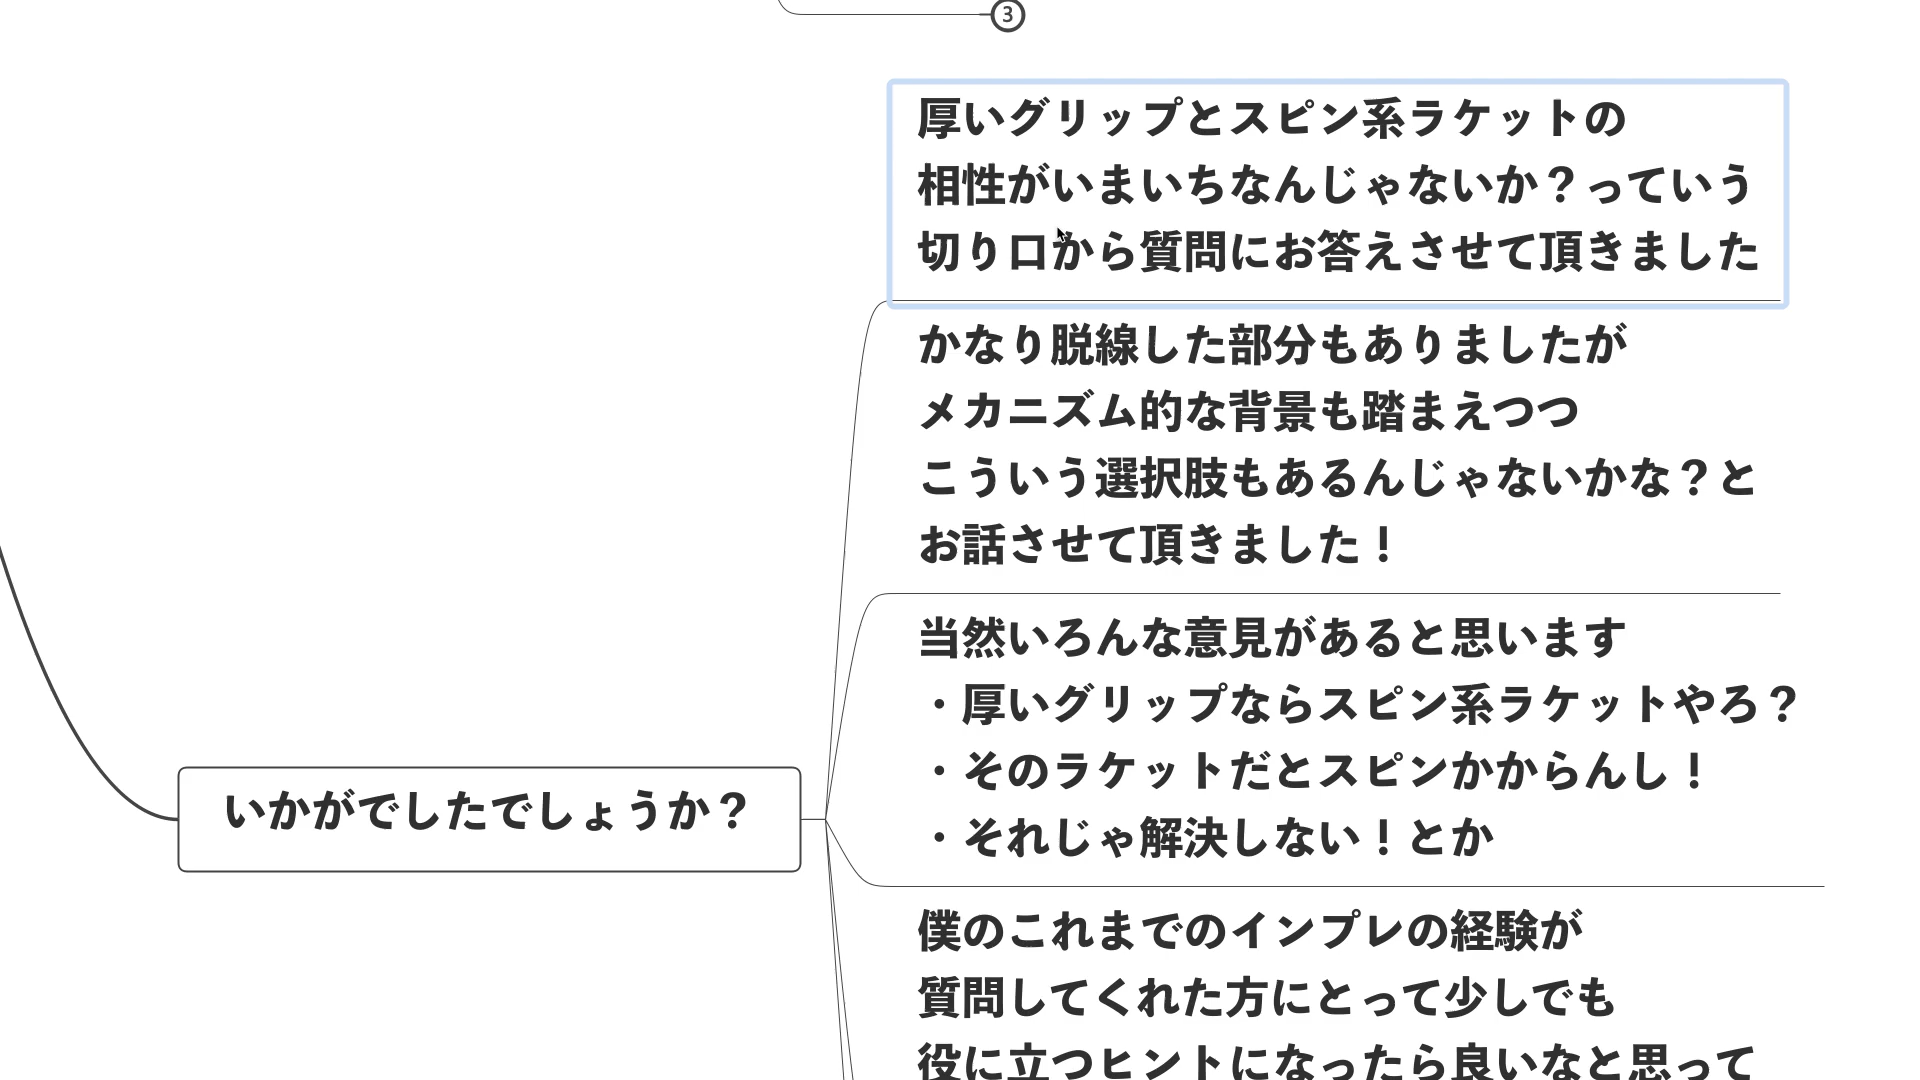 3
厚いグリップとスピン系ラケットの
相性がいまいちなんじゃないか？っていう
切り口から質問にお答えさせて頂きました
かなり脱線した部分もありましたが
メカニズム的な背景も踏まえつつ
こういう選択肢もあるんじゃないかな？と
お話させて頂きました！
当然いろんな意見があると思います
・厚いグリップならスピン系ラケットやろ？
・そのラケットだとスピンかからんし！
・それじゃ解決しない！とか
いかがでしたでしょうか？
僕のこれまでのインプレの経験が
質問してくれた方にとって少しでも
役に立つヒントになったら良いなと思って